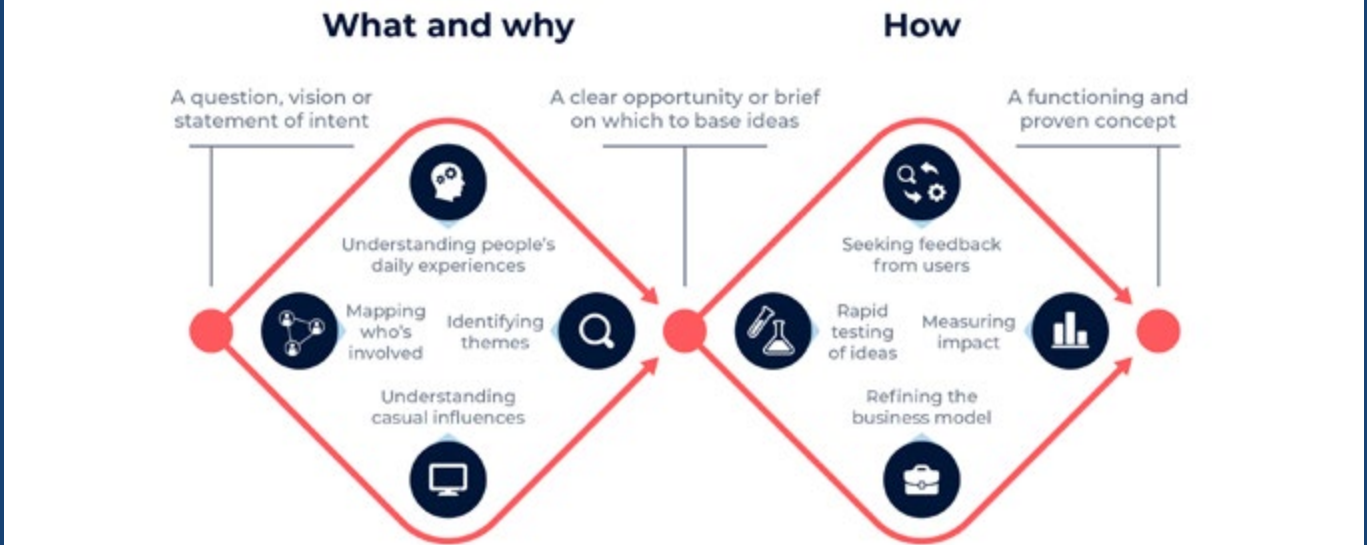 What and why
How
A question, vision or
statement of intent
A clear opportunity or brief
on which to base ideas
A functioning and
proven concept
Understanding people's
daily experiences
Mapping
who's
involved
Identifying
themes
Understanding
casual influences
Seeking feedback
from users
Rapid
testing
of ideas
Measuring
impact
Refining the
business model